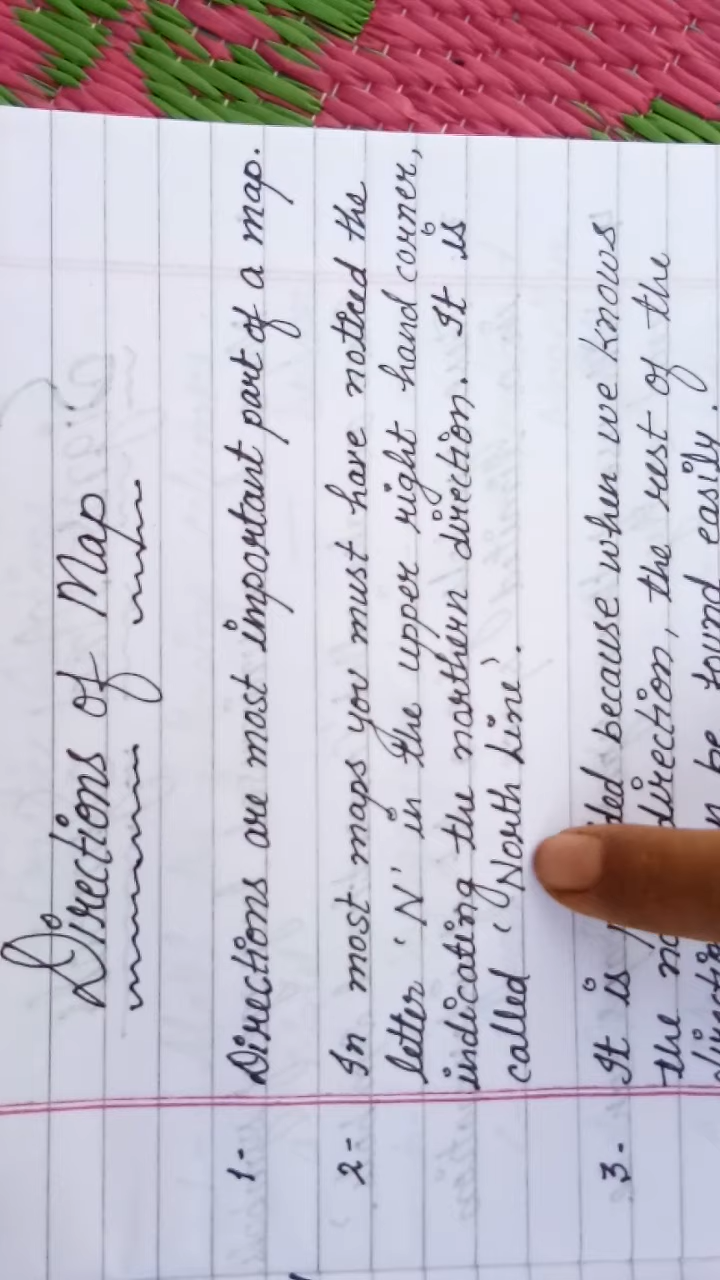 Directions of Map
1- Directions are most important part of a map.
2- In most maps you must have noticed the
letter 'N' in the upper right hand corner,
indicating the northern direction. It is
called 'North Line'.
3- It is because when we knows
the direction, the rest of the
be found easily.